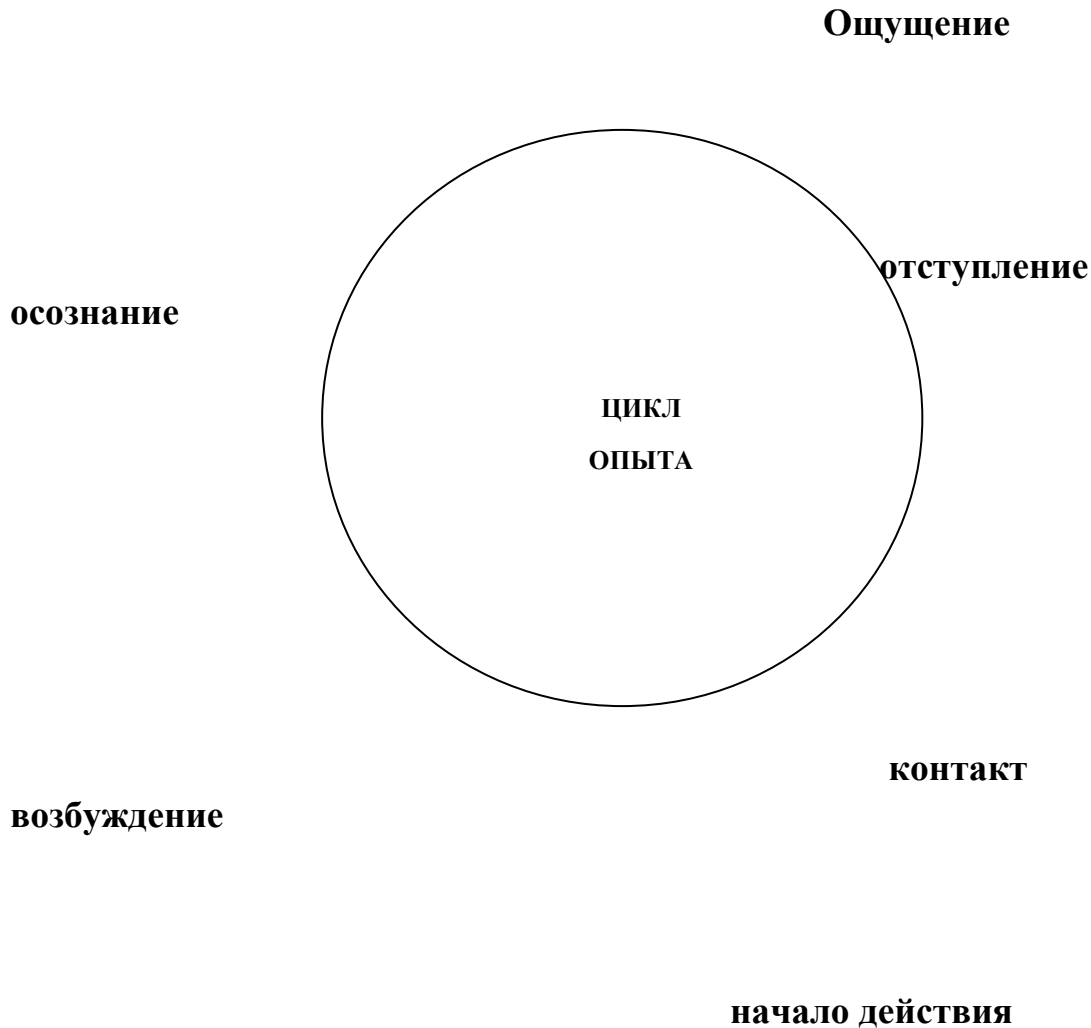 Ощущение
отступление
осознание
ЦИКЛ
ОПЫТА
контакт
возбуждение
начало действия